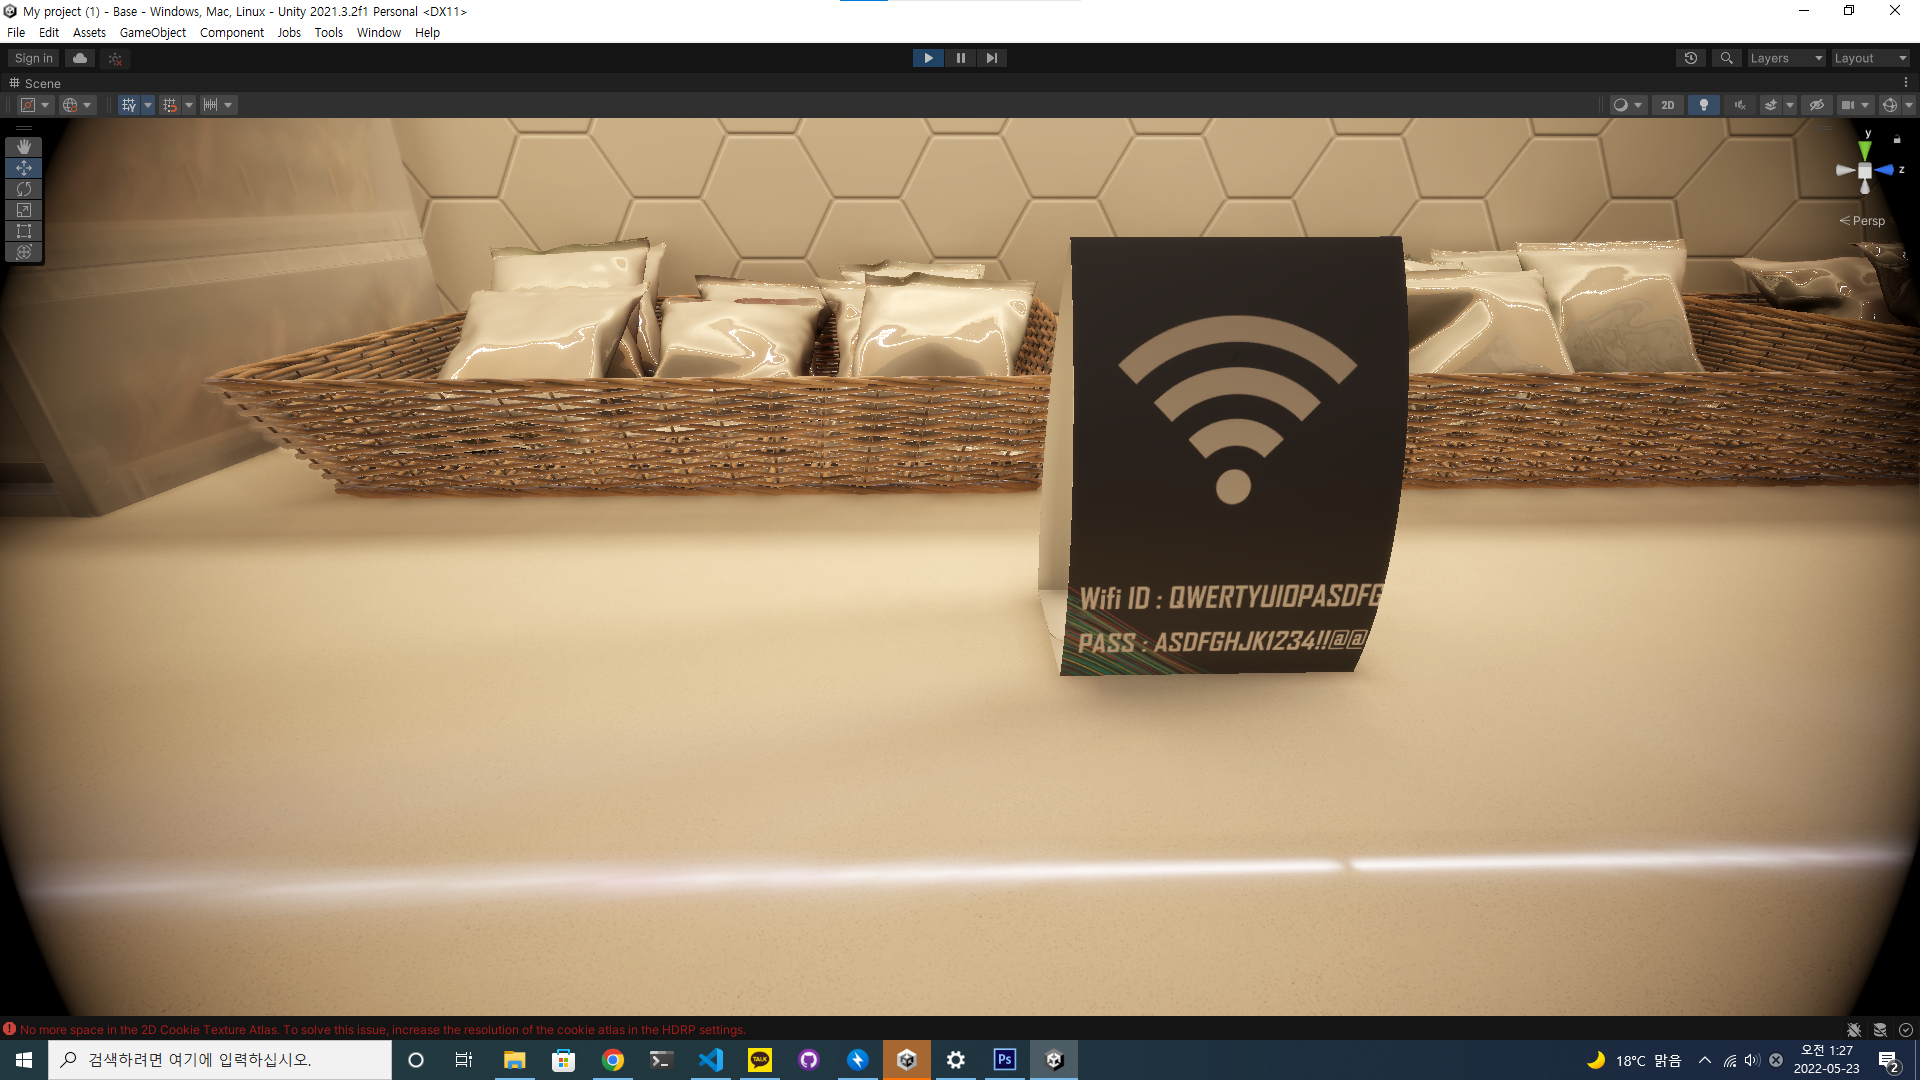 My project (1) - Base - Windows, Mac, Linux - Unity 2021.3.2f1 Personal <DX11>
File Edit Assets GameObject Component Jobs Tools Window Help
Sign in
Layers
Layout
Scene
2D
y
z
Persp
Wifi ID : QWERTYUIOPASDFG
PASS : ASDFGHJK1234!!@@
No more space in the 2D Cookie Texture Atlas. To solve this issue, increase the resolution of the cookie atlas in the HDRP settings.
검색하려면 여기에 입력하십시오.
TALK
Ps
18°C 맑음
오전 1:27
2022-05-23
2